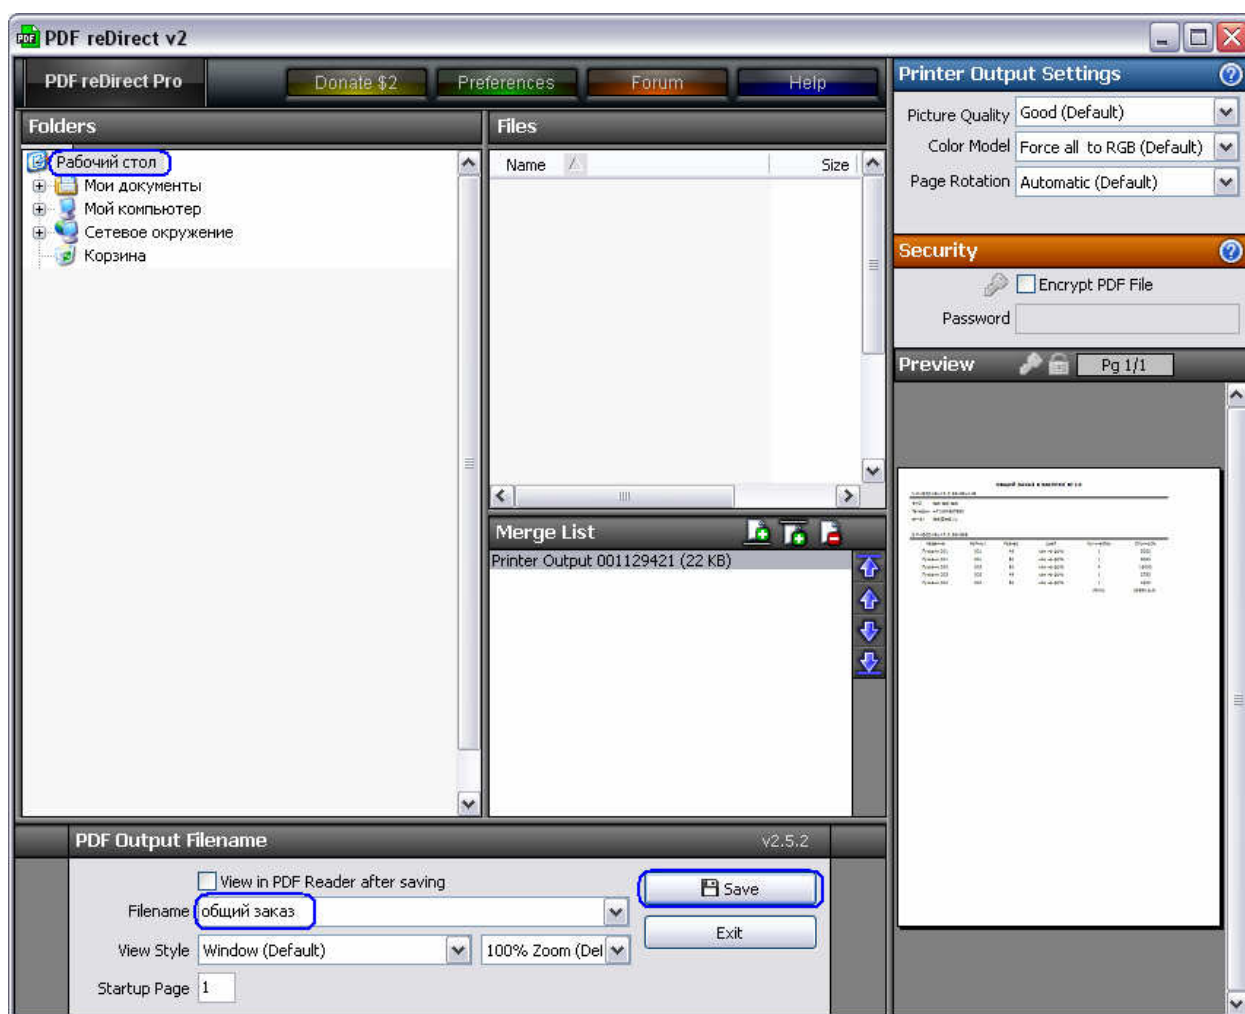 PDF reDirect v2
PDF reDirect Pro
Donate $2
Preferences
Forum
Help
Folders
Рабочий стол
Мои документы
Мой компьютер
Сетевое окружение
Корзина
Files
Name
Size
Merge List
Printer Output 001129421 (22 KB)
Printer Output Settings
Picture Quality Good (Default)
Color Model Force all to RGB (Default)
Page Rotation Automatic (Default)
Security
Encrypt PDF File
Password
Preview
Pg 1/1
PDF Output Filename
v2.5.2
View in PDF Reader after saving
Save
Filename общий заказ
Exit
View Style Window (Default)
100% Zoom (Del
Startup Page 1